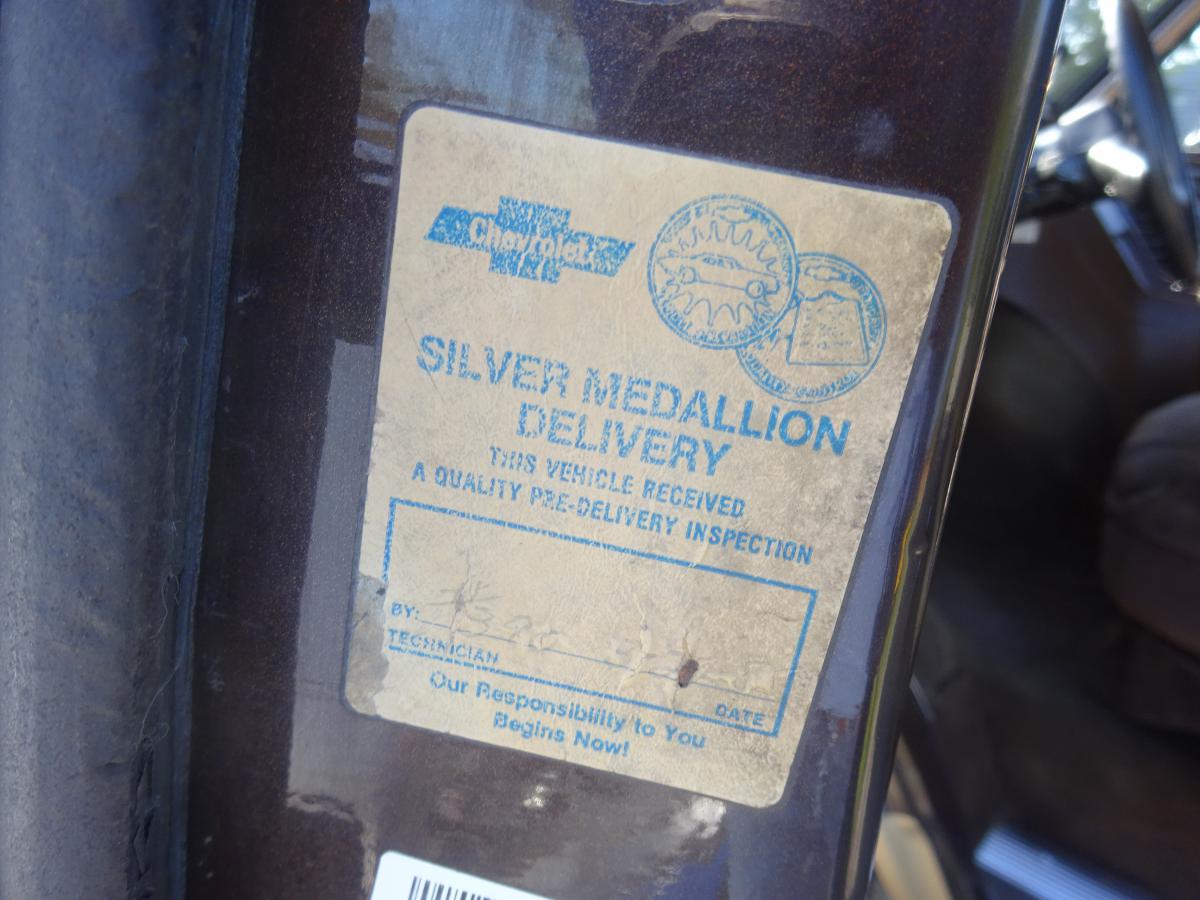 Chevrolet
SILVER MEDALLION
DELIVERY
THIS VEHICLE RECEIVED
A QUALITY PRE-DELIVERY INSPECTION
BY:
TECHNICIAN
DATE
Our Responsibility to You
Begins Now!